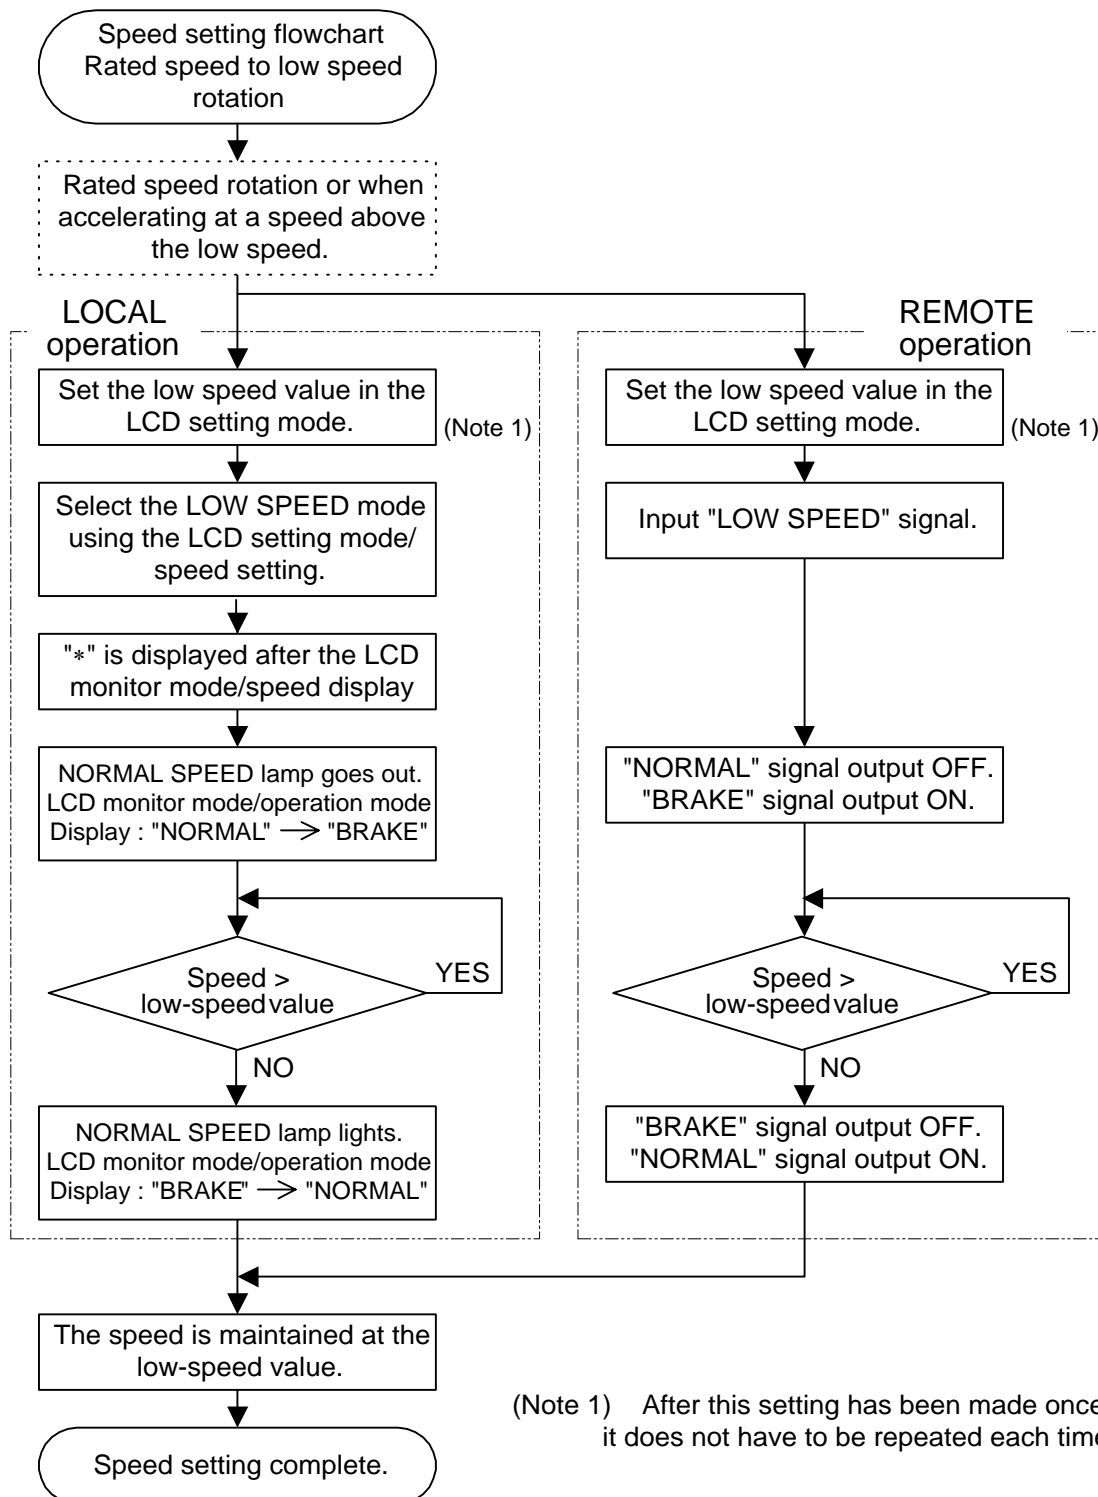 Speed setting flowchart
Rated speed to low speed
rotation
Rated speed rotation or when
accelerating at a speed above
the low speed.
LOCAL
operation
Set the low speed value in the
LCD setting mode.
(Note 1)
Select the LOW SPEED mode
using the LCD setting mode/
speed setting.
"*" is displayed after the LCD
monitor mode/speed display
NORMAL SPEED lamp goes out.
LCD monitor mode/operation mode
Display : "NORMAL" → "BRAKE"
Speed >
low-speed value
YES
NO
NORMAL SPEED lamp lights.
LCD monitor mode/operation mode
Display : "BRAKE" → "NORMAL"
REMOTE
operation
Set the low speed value in the
LCD setting mode.
(Note 1)
Input "LOW SPEED" signal.
"NORMAL" signal output OFF.
"BRAKE" signal output ON.
Speed >
low-speed value
YES
NO
"BRAKE" signal output OFF.
"NORMAL" signal output ON.
The speed is maintained at the
low-speed value.
Speed setting complete.
(Note 1) After this setting has been made once
it does not have to be repeated each time